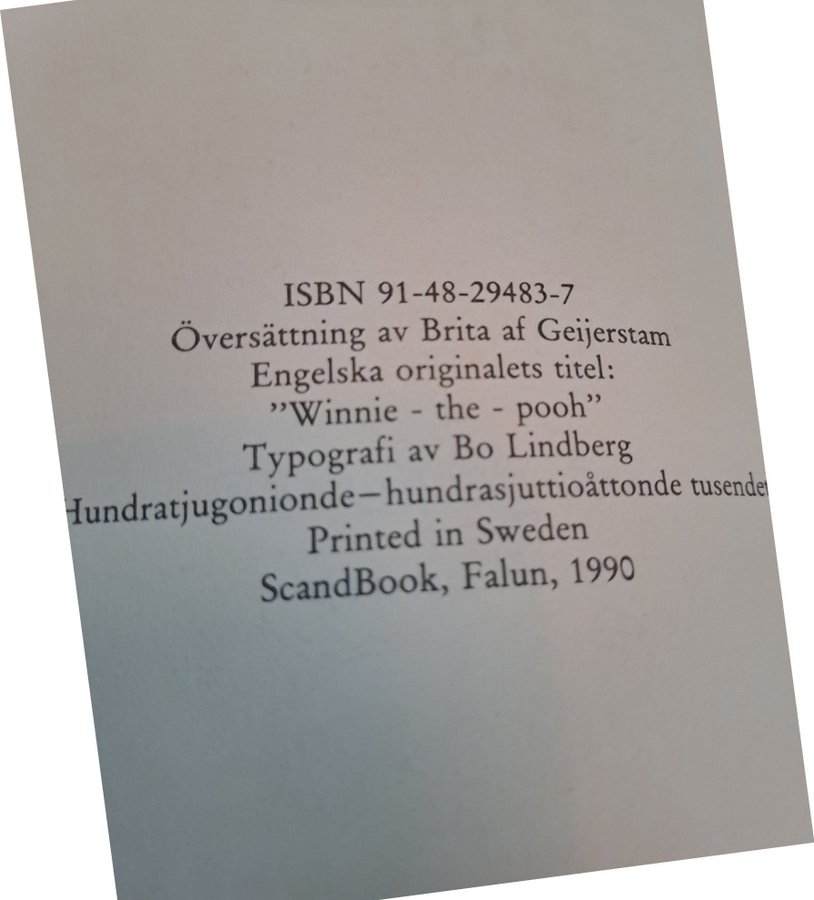 ISBN 91-48-29483-7
Översättning av Brita af Geijerstam
Engelska originalets titel:
”Winnie - the - pooh”
Typografi av Bo Lindberg
Hundratjugonionde—hundrasjuttioåttonde tusendet
Printed in Sweden
ScandBook, Falun, 1990